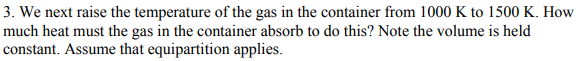 3. We next raise the temperature of the gas in the container from 1000 K to 1500 K. How
much heat must the gas in the container absorb to do this? Note the volume is held
constant. Assume that equipartition applies.